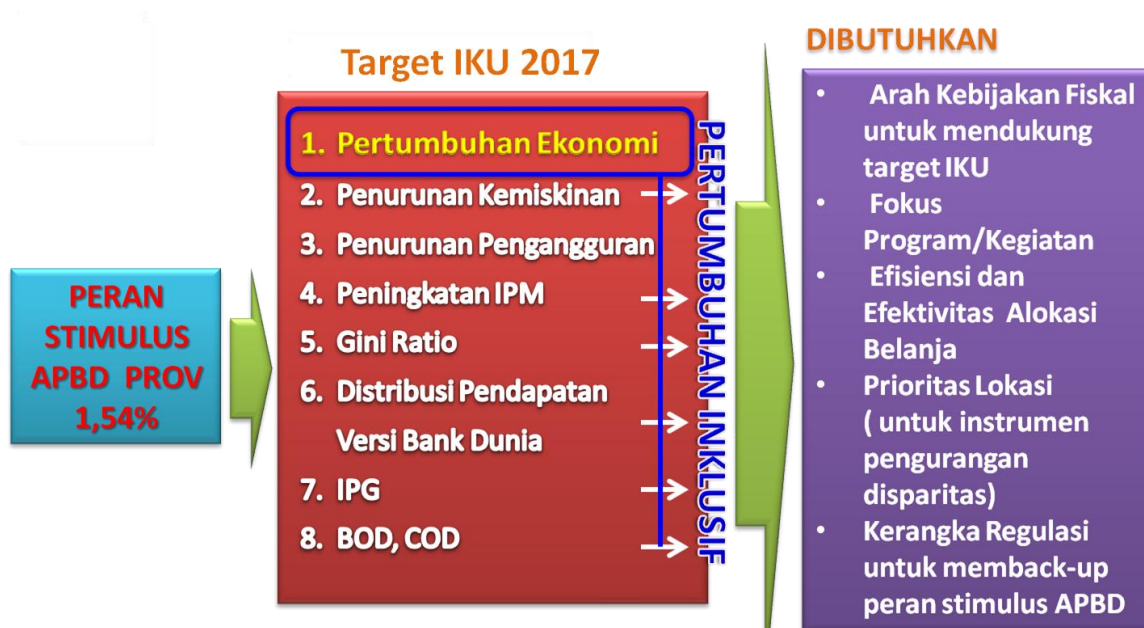 PERAN
STIMULUS
APBD PROV
1,54%
Target IKU 2017
1. Pertumbuhan Ekonomi
2. Penurunan Kemiskinan
3. Penurunan Pengangguran
4. Peningkatan IPM
5. Gini Ratio
6. Distribusi Pendapatan
Versi Bank Dunia
7. IPG
8. BOD, COD
PERTUMBUHAN INKLUSIF
DIBUTUHKAN
• Arah Kebijakan Fiskal
untuk mendukung
target IKU
• Fokus
Program/Kegiatan
• Efisiensi dan
Efektivitas Alokasi
Belanja
• Prioritas Lokasi
( untuk instrumen
pengurangan
disparitas)
• Kerangka Regulasi
untuk memback-up
peran stimulus APBD